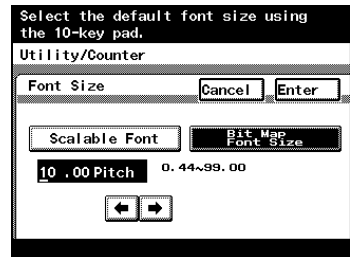 Select the default font size using
the 10-key pad.
Utility/Counter
Font Size
Cancel
Enter
Scalable Font
Bit Map
Font Size
10 .00 Pitch
0.44~99.00